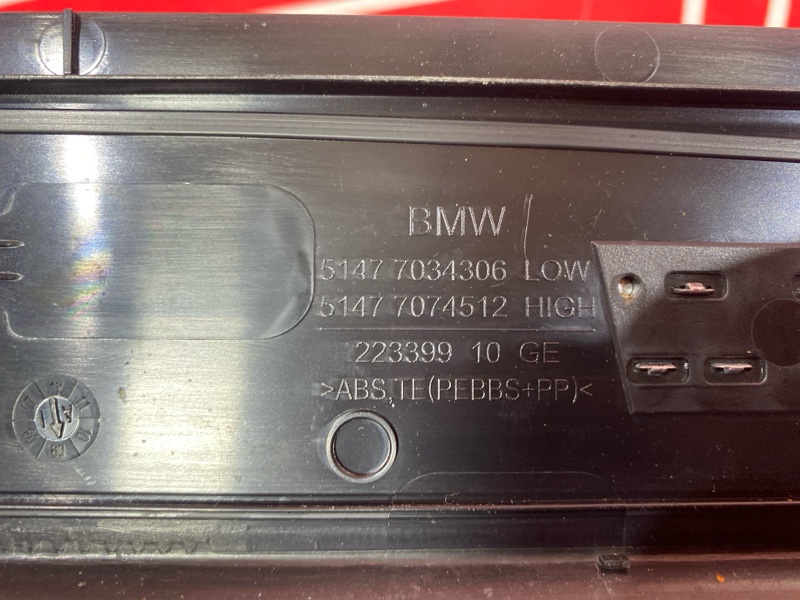 BMW
5147 7034306 LOW
5147 7074512 HIGH
223399 10 GE
>ABS,TE(PEBBS+PP)<